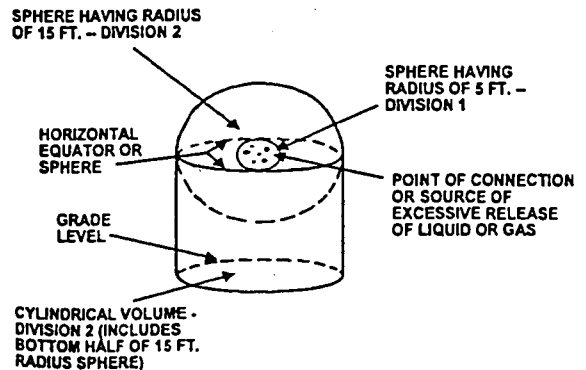 SPHERE HAVING RADIUS
OF 15 FT. – DIVISION 2
SPHERE HAVING
RADIUS OF 5 FT. –
DIVISION 1
HORIZONTAL
EQUATOR OR
SPHERE
POINT OF CONNECTION
OR SOURCE OF
EXCESSIVE RELEASE
OF LIQUID OR GAS
GRADE
LEVEL
CYLINDRICAL VOLUME -
DIVISION 2 (INCLUDES
BOTTOM HALF OF 15 FT.
RADIUS SPHERE)